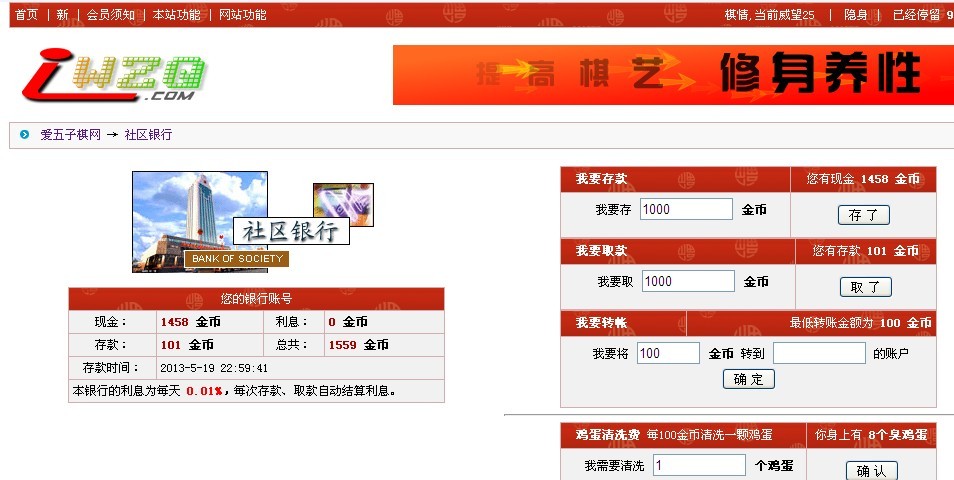 首页 | 新 | 会员须知 | 本站功能 | 网站功能 棋情,当前威望25 | 隐身 | 已经停留 9
iWZQ.COM
提高棋艺 修身养性
爱五子棋网 → 社区银行
社区银行
BANK OF SOCIETY
您的银行账号
现金： 1458 金币 利息： 0 金币
存款： 101 金币 总共： 1559 金币
存款时间： 2013-5-19 22:59:41
本银行的利息为每天 0.01%，每次存款、取款自动结算利息。
我要存款 您有现金 1458 金币
我要存 1000 金币 存 了
我要取款 您有存款 101 金币
我要取 1000 金币 取 了
我要转帐 最低转账金额为 100 金币
我要将 100 金币 转到 的账户
确 定
鸡蛋清洗费 每100金币清洗一颗鸡蛋 你身上有 8个臭鸡蛋
我需要清洗 1 个鸡蛋 确 认